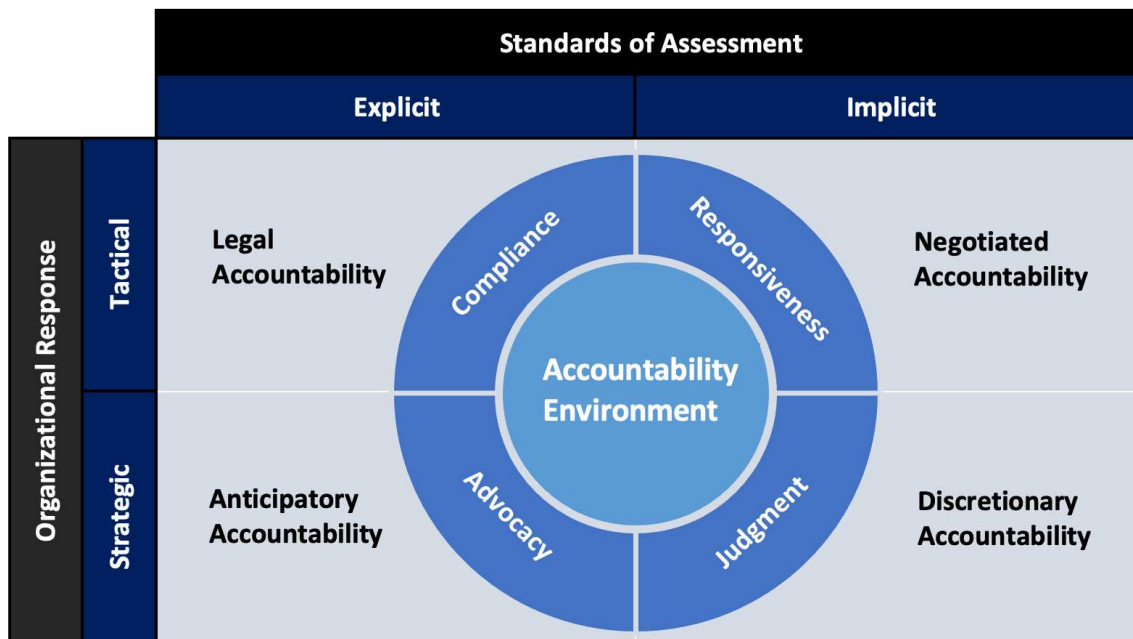 Standards of Assessment
Explicit
Implicit
Organizational Response
Tactical
Legal
Accountability
Compliance
Responsiveness
Negotiated
Accountability
Accountability
Environment
Strategic
Anticipatory
Accountability
Advocacy
Judgment
Discretionary
Accountability